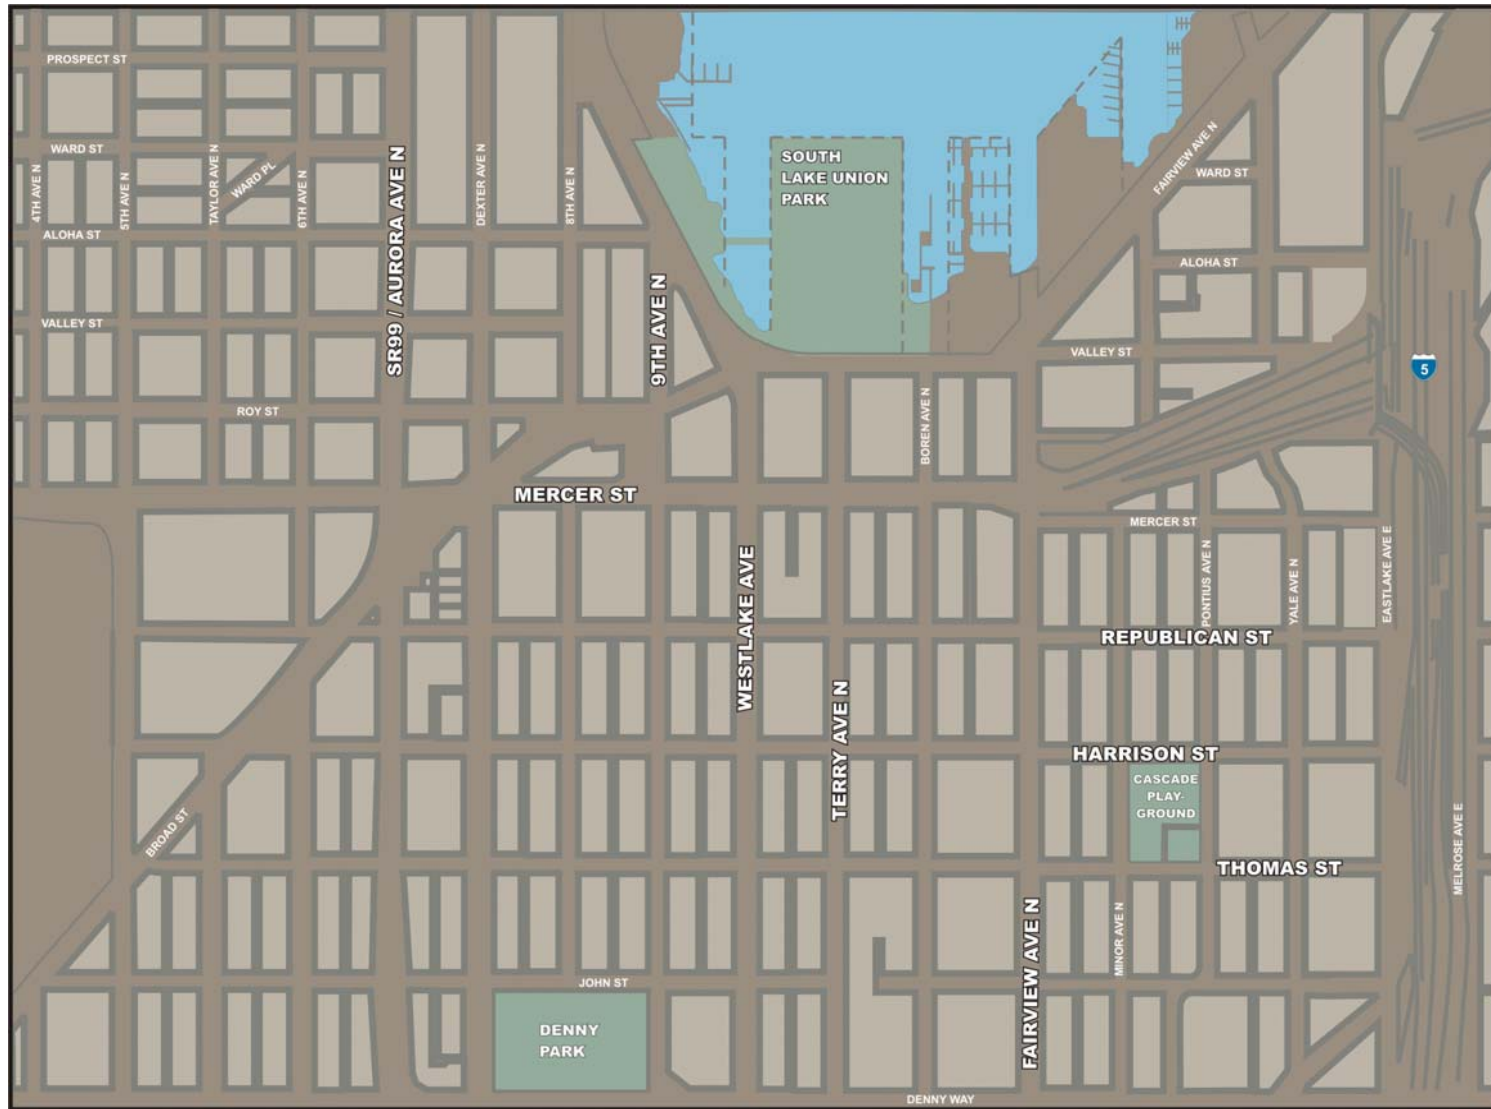 PROSPECT ST
WARD ST
4TH AVE N
5TH AVE N
TAYLOR AVE N
WARD PL
6TH AVE N
SR99 / AURORA AVE N
DEXTER AVE N
8TH AVE N
SOUTH
LAKE UNION
PARK
FAIRVIEW AVE N
WARD ST
ALOHA ST
ALOHA ST
9TH AVE N
VALLEY ST
VALLEY ST
5
ROY ST
BOREN AVE N
MERCER ST
MERCER ST
WESTLAKE AVE
PONTIUS AVE N
YALE AVE N
EASTLAKE AVE E
REPUBLICAN ST
TERRY AVE N
HARRISON ST
CASCADE
PLAY-
GROUND
BROAD ST
MELROSE AVE E
THOMAS ST
FAIRVIEW AVE N
MINOR AVE N
JOHN ST
DENNY
PARK
DENNY WAY